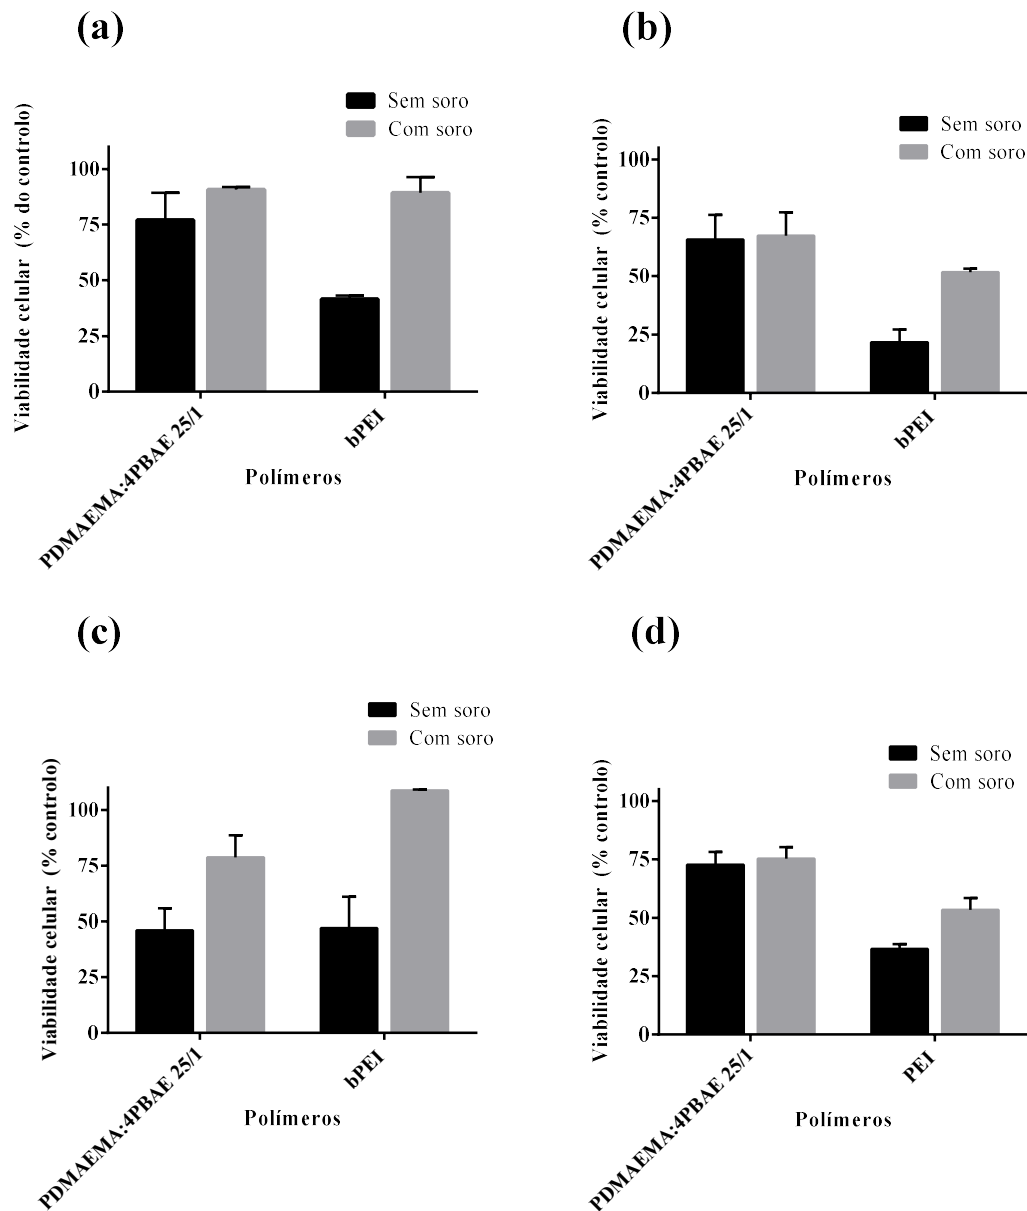 (a)
Sem soro
Com soro
Viabilidade celular (% do controlo)
100
75
50
25
0
PDMAEMA:4PBAE 25/1
bPEI
Polímeros
(b)
Sem soro
Com soro
Viabilidade celular (% controlo)
100
75
50
25
0
PDMAEMA:4PBAE 25/1
bPEI
Polímeros
(c)
Sem soro
Com soro
Viabilidade celular (% controlo)
100
75
50
25
0
PDMAEMA:4PBAE 25/1
bPEI
Polímeros
(d)
Sem soro
Com soro
Viabilidade celular (% controlo)
100
75
50
25
0
PDMAEMA:4PBAE 25/1
PEI
Polímeros